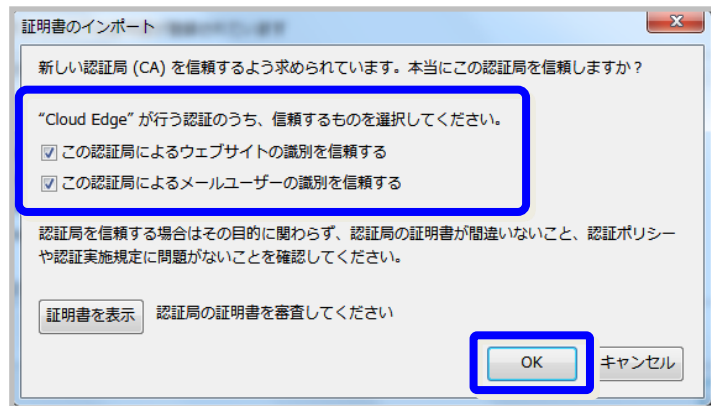 証明書のインポート
新しい認証局 (CA) を信頼するよう求められています。本当にこの認証局を信頼しますか？
“Cloud Edge” が行う認証のうち、信頼するものを選択してください。
この認証局によるウェブサイトの識別を信頼する
この認証局によるメールユーザーの識別を信頼する
認証局を信頼する場合はその目的に関わらず、認証局の証明書が間違いないこと、認証ポリシー
や認証実施規定に問題がないことを確認してください。
証明書を表示 認証局の証明書を審査してください
OK キャンセル